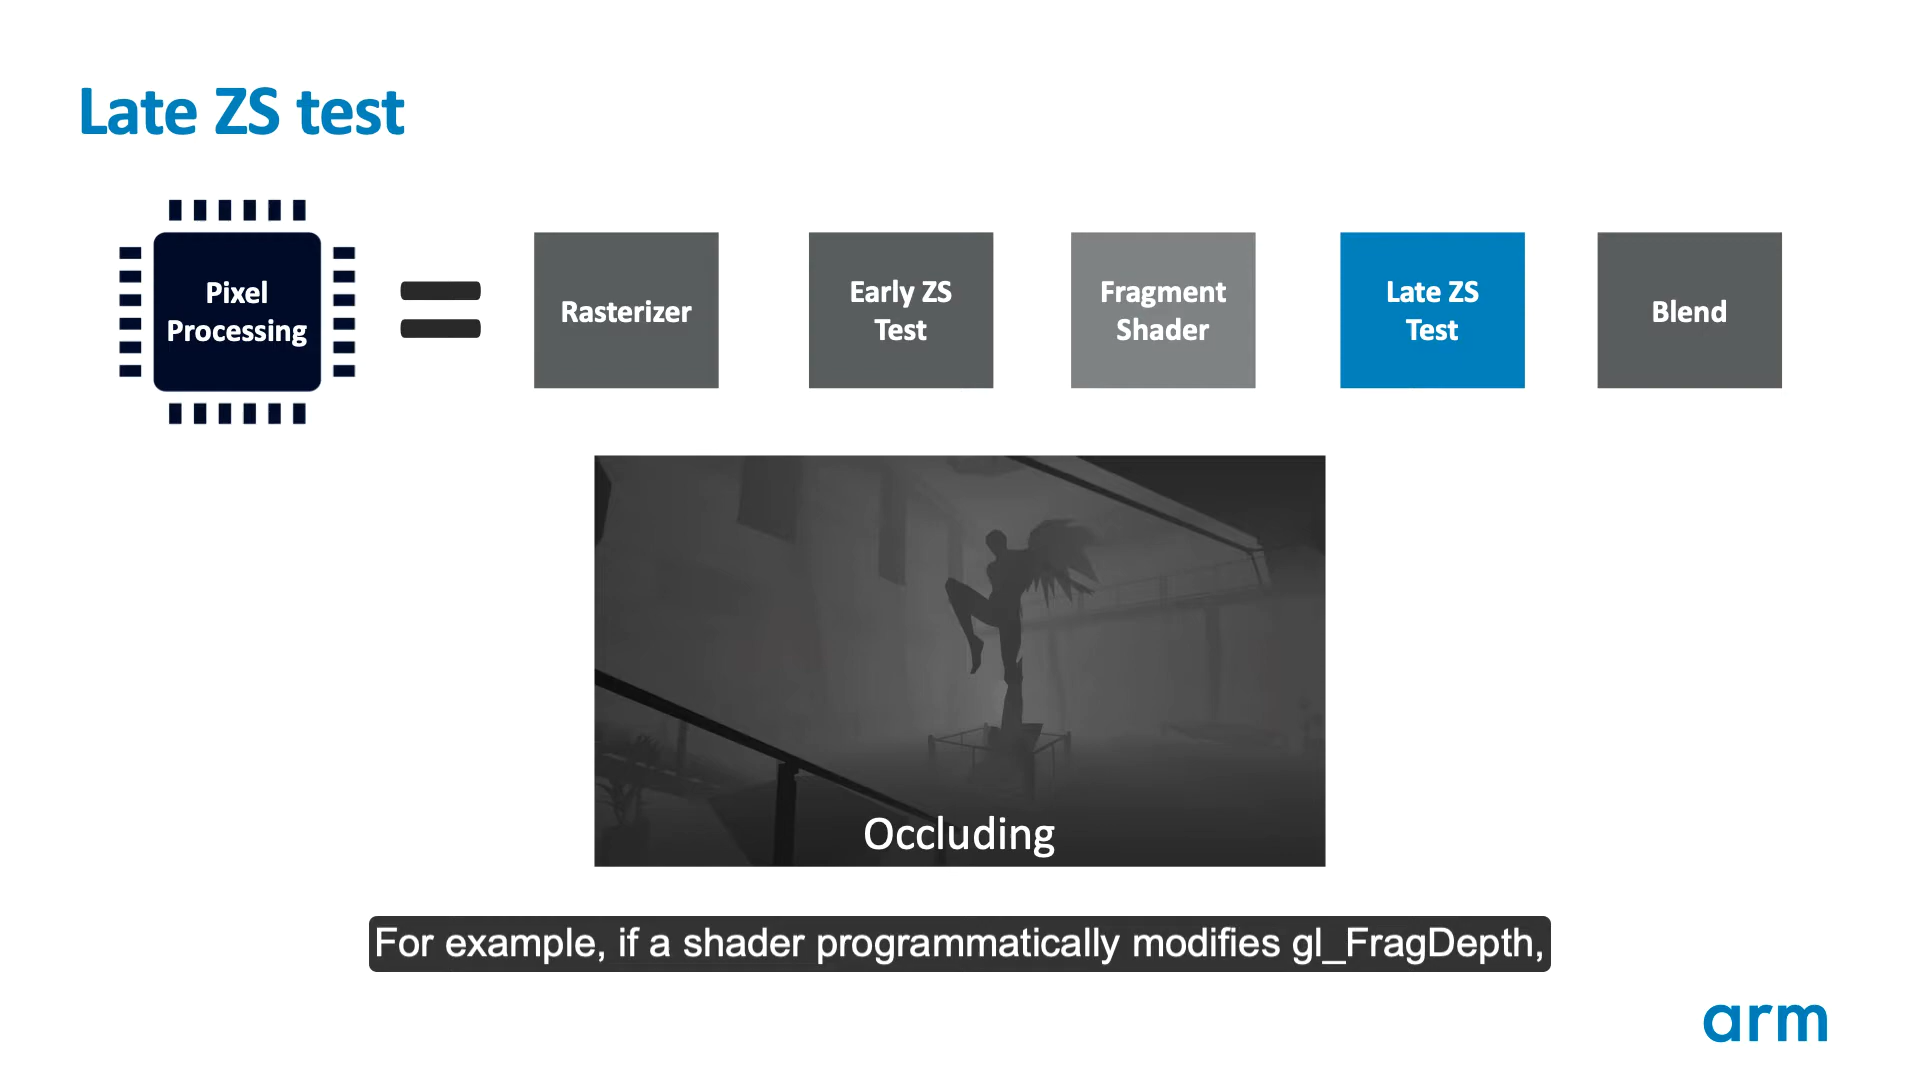 Late ZS test
Pixel
Processing
Rasterizer
Early ZS
Test
Fragment
Shader
Late ZS
Test
Blend
Occluding
For example, if a shader programmatically modifies gl_FragDepth,
arm